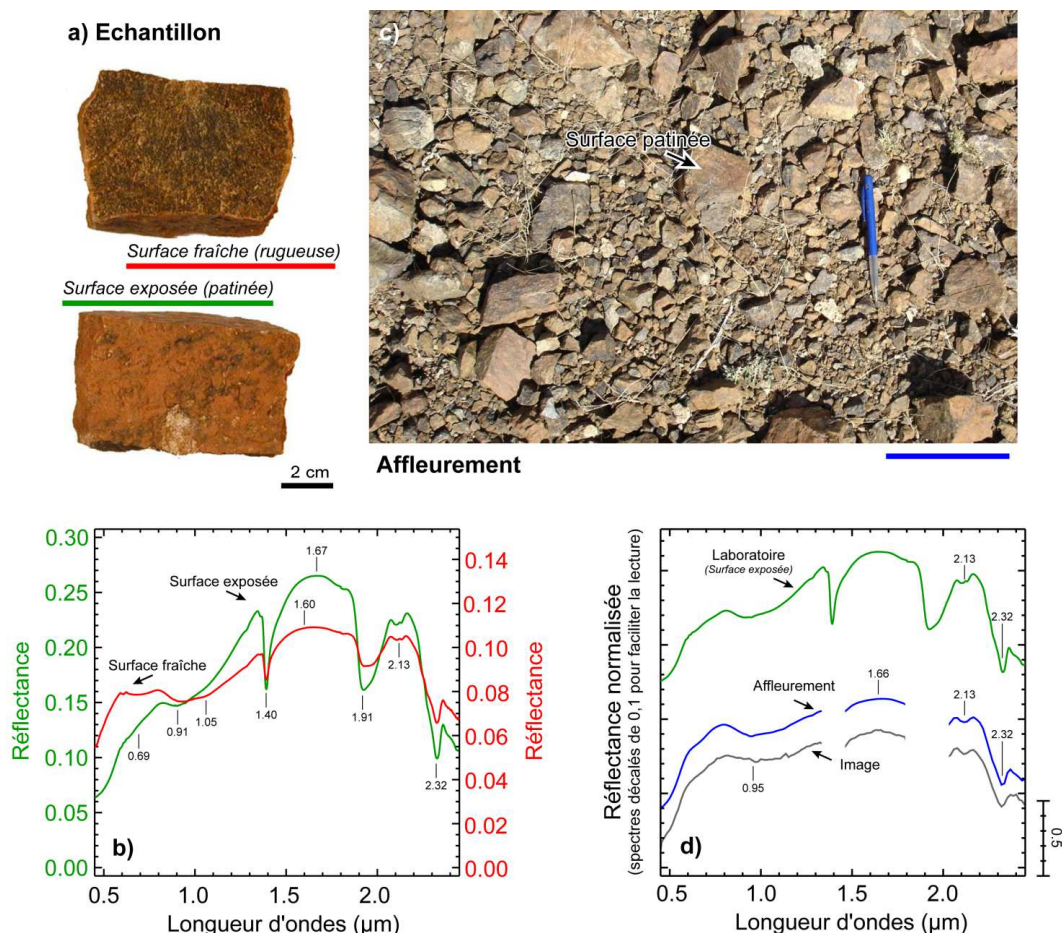 a) Echantillon
Surface fraîche (rugueuse)
Surface exposée (patinée)
2 cm
c)
Surface patinée
Affleurement
0.30
0.25
0.20
0.15
0.10
0.05
0.00
Réflectance
1.67
Surface exposée
1.60
Surface fraîche
2.13
0.69
0.91
1.05
1.40
1.91
2.32
b)
0.14
0.12
0.10
0.08
0.06
0.04
0.02
0.00
Réflectance
0.5 1.0 1.5 2.0
Longueur d'ondes (µm)
Réflectance normalisée
(spectres décalés de 0,1 pour faciliter la lecture)
Laboratoire
(Surface exposée)
2.13
2.32
Affleurement
1.66
2.13
2.32
Image
0.95
d)
0.5
0.5 1.0 1.5 2.0
Longueur d'ondes (µm)